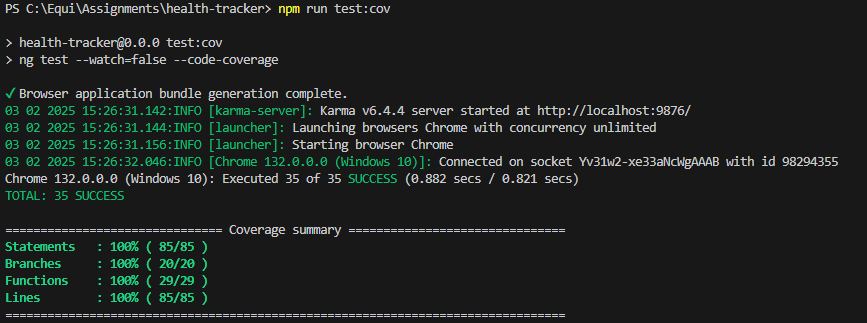 PS C:\Equi\Assignments\health-tracker> npm run test:cov
> health-tracker@0.0.0 test:cov
> ng test --watch=false --code-coverage
✓ Browser application bundle generation complete.
03 02 2025 15:26:31.142:INFO [karma-server]: Karma v6.4.4 server started at http://localhost:9876/
03 02 2025 15:26:31.144:INFO [launcher]: Launching browsers Chrome with concurrency unlimited
03 02 2025 15:26:31.156:INFO [launcher]: Starting browser Chrome
03 02 2025 15:26:32.046:INFO [Chrome 132.0.0.0 (Windows 10)]: Connected on socket Yv31w2-xe33aNcWgAAAB with id 98294355
Chrome 132.0.0.0 (Windows 10): Executed 35 of 35 SUCCESS (0.882 secs / 0.821 secs)
TOTAL: 35 SUCCESS
=============================== Coverage summary ===============================
Statements   : 100% ( 85/85 )
Branches     : 100% ( 20/20 )
Functions    : 100% ( 29/29 )
Lines        : 100% ( 85/85 )
================================================================================